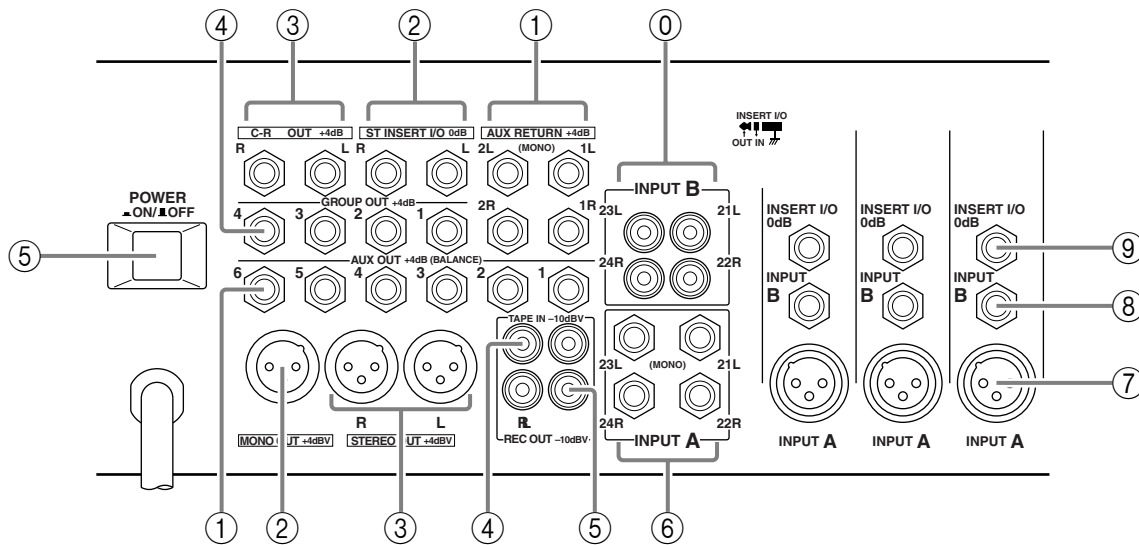 ④ ③ ② ① ⓪
C-R OUT +4dB
ST INSERT I/O 0dB
AUX RETURN +4dB
R L R L 2L (MONO) 1L
INSERT I/O
OUT IN
POWER
ON/ OFF
GROUP OUT +4dB
4 3 2 1 2R 1R
INPUT B
23L 21L
24R 22R
INSERT I/O 0dB
INSERT I/O 0dB
INSERT I/O 0dB
⑤
⑨
AUX OUT +4dB (BALANCE)
6 5 4 3 2 1
INPUT B
INPUT B
INPUT B
⑧
TAPE IN –10dBV
23L (MONO) 21L
24R 22R
⑦
R L
RL
MONO OUT +4dBV
STEREO OUT +4dBV
REC OUT –10dBV
INPUT A
INPUT A
INPUT A
INPUT A
① ② ③ ④ ⑤ ⑥